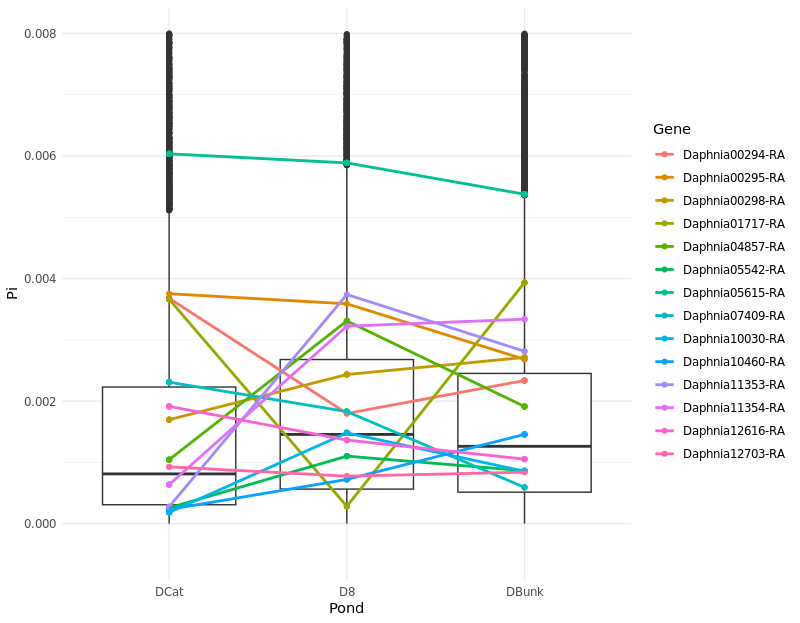 0.008
0.006
0.004
0.002
0.000
Pi
DCat
D8
DBunk
Pond
Gene
Daphnia00294-RA
Daphnia00295-RA
Daphnia00298-RA
Daphnia01717-RA
Daphnia04857-RA
Daphnia05542-RA
Daphnia05615-RA
Daphnia07409-RA
Daphnia10030-RA
Daphnia10460-RA
Daphnia11353-RA
Daphnia11354-RA
Daphnia12616-RA
Daphnia12703-RA